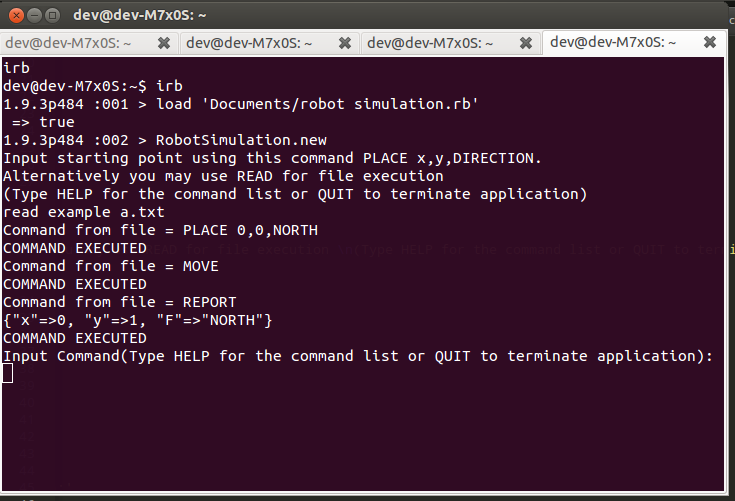 dev@dev-M7x0S: ~
dev@dev-M7x0S: ~ dev@dev-M7x0S: ~ dev@dev-M7x0S: ~ dev@dev-M7x0S: ~
irb
dev@dev-M7x0S:~$ irb
1.9.3p484 :001 > load 'Documents/robot simulation.rb'
=> true
1.9.3p484 :002 > RobotSimulation.new
Input starting point using this command PLACE x,y,DIRECTION.
Alternatively you may use READ for file execution
(Type HELP for the command list or QUIT to terminate application)
read example a.txt
Command from file = PLACE 0,0,NORTH
COMMAND EXECUTED
Command from file = MOVE
COMMAND EXECUTED
Command from file = REPORT
{"x"=>0, "y"=>1, "F"=>"NORTH"}
COMMAND EXECUTED
Input Command(Type HELP for the command list or QUIT to terminate application):